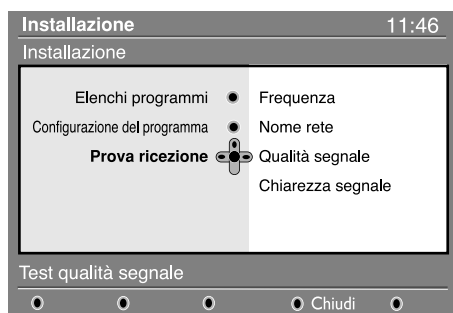 Installazione 11:46
Installazione
Elenchi programmi
Configurazione del programma
Prova ricezione
Frequenza
Nome rete
Qualità segnale
Chiarezza segnale
Test qualità segnale
Chiudi